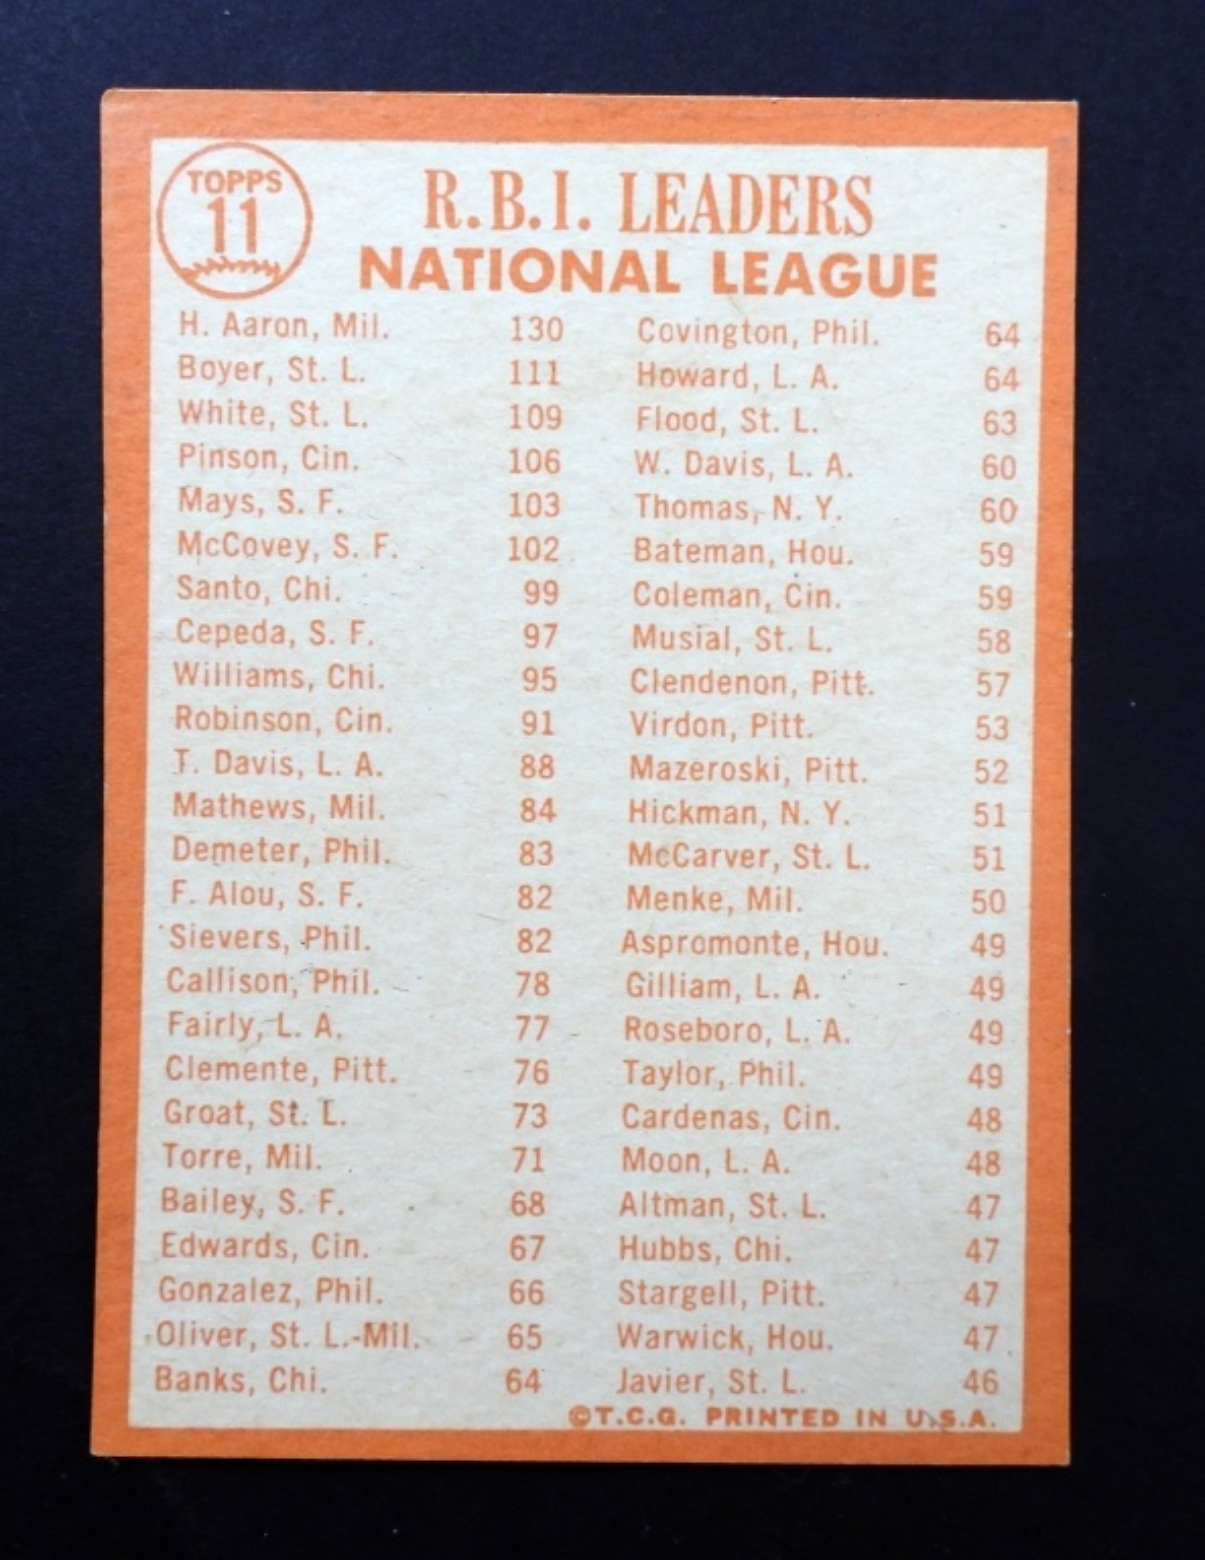 TOPPS
11
R.B.I. LEADERS
NATIONAL LEAGUE
H. Aaron, Mil. 130
Boyer, St. L. 111
White, St. L. 109
Pinson, Cin. 106
Mays, S. F. 103
McCovey, S. F. 102
Santo, Chi. 99
Cepeda, S. F. 97
Williams, Chi. 95
Robinson, Cin. 91
T. Davis, L. A. 88
Mathews, Mil. 84
Demeter, Phil. 83
F. Alou, S. F. 82
Sievers, Phil. 82
Callison, Phil. 78
Fairly, L. A. 77
Clemente, Pitt. 76
Groat, St. L. 73
Torre, Mil. 71
Bailey, S. F. 68
Edwards, Cin. 67
Gonzalez, Phil. 66
Oliver, St. L.-Mil. 65
Banks, Chi. 64
Covington, Phil. 64
Howard, L. A. 64
Flood, St. L. 63
W. Davis, L. A. 60
Thomas, N. Y. 60
Bateman, Hou. 59
Coleman, Cin. 59
Musial, St. L. 58
Clendenon, Pitt. 57
Virdon, Pitt. 53
Mazeroski, Pitt. 52
Hickman, N. Y. 51
McCarver, St. L. 51
Menke, Mil. 50
Aspromonte, Hou. 49
Gilliam, L. A. 49
Roseboro, L. A. 49
Taylor, Phil. 49
Cardenas, Cin. 48
Moon, L. A. 48
Altman, St. L. 47
Hubbs, Chi. 47
Stargell, Pitt. 47
Warwick, Hou. 47
Javier, St. L. 46
©T.C.G. PRINTED IN U.S.A.